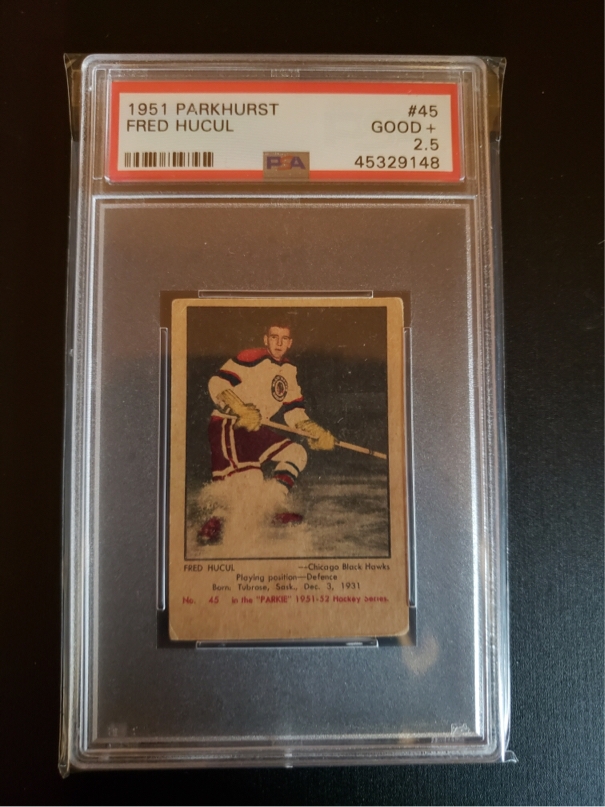 1951 PARKHURST #45
FRED HUCUL GOOD + 
2.5
PSA 45329148
FRED HUCUL --Chicago Black Hawks
Playing position—Defence
Born, Tubrose, Sask., Dec. 3, 1931
No. 45 in the "PARKIE" 1951-52 Hockey Series.